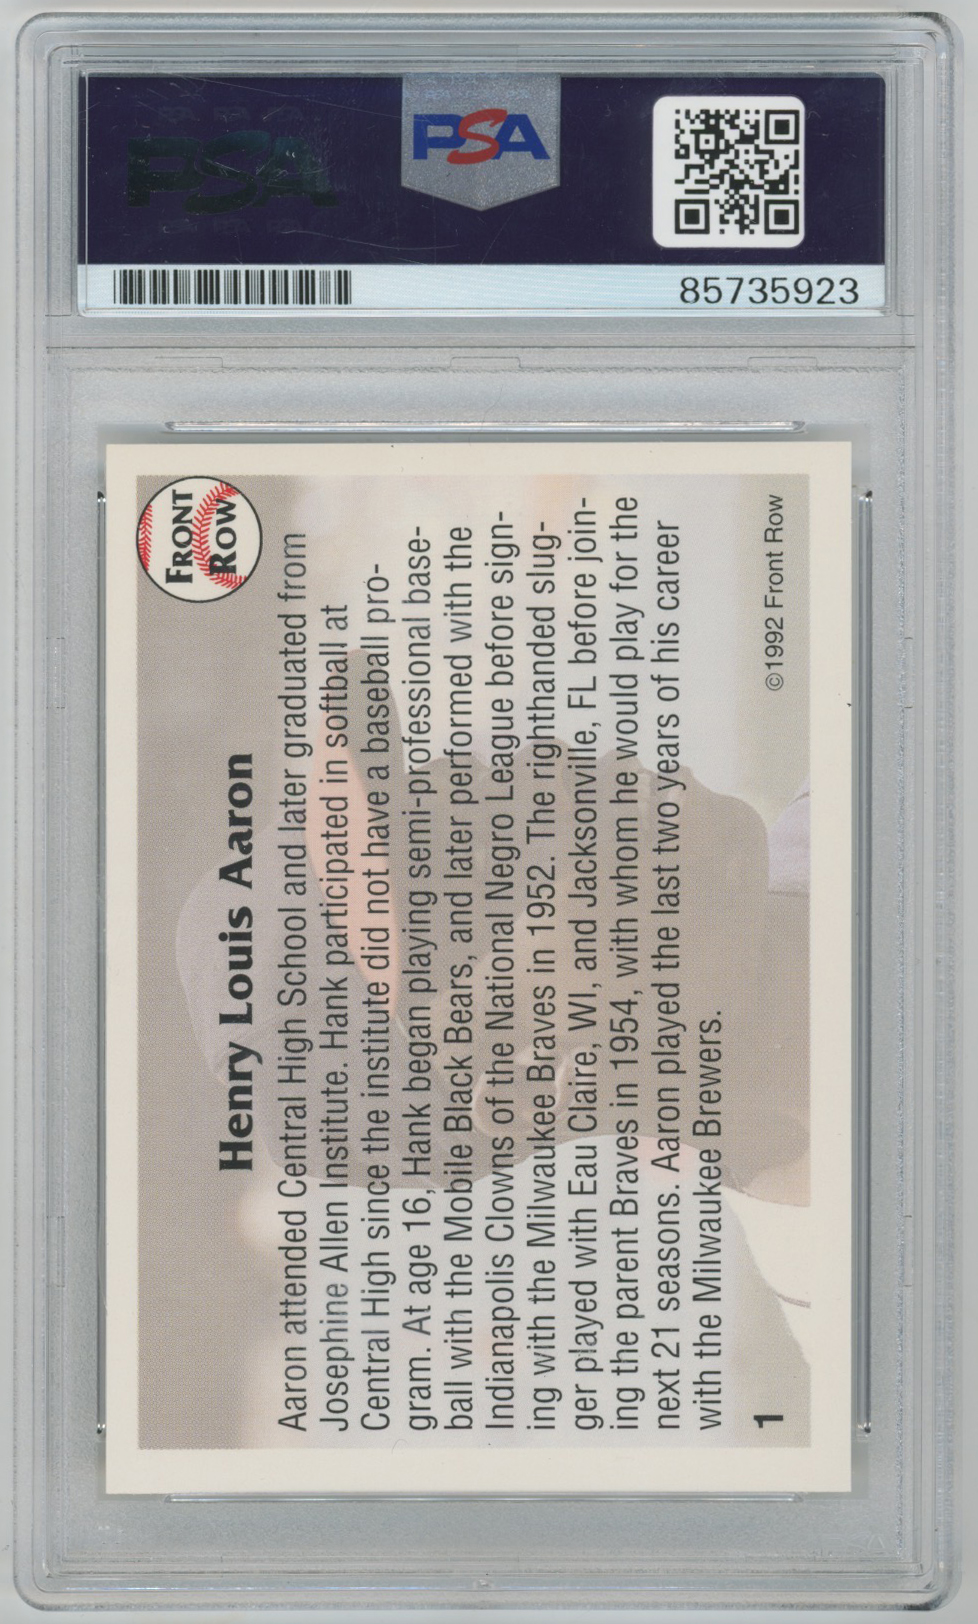 PSA
PSA
85735923
FRONT
ROW
Henry Louis Aaron
Aaron attended Central High School and later graduated from
Josephine Allen Institute. Hank participated in softball at
Central High since the institute did not have a baseball pro-
gram. At age 16, Hank began playing semi-professional base-
ball with the Mobile Black Bears, and later performed with the
Indianapolis Clowns of the National Negro League before sign-
ing with the Milwaukee Braves in 1952. The righthanded slug-
ger played with Eau Claire, WI, and Jacksonville, FL before join-
ing the parent Braves in 1954, with whom he would play for the
next 21 seasons. Aaron played the last two years of his career
with the Milwaukee Brewers.
1
©1992 Front Row